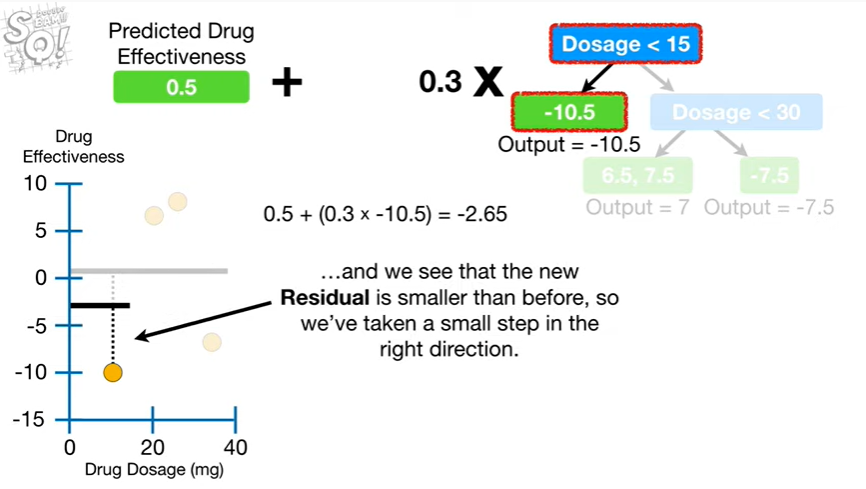 StatQuest!
Predicted Drug
Effectiveness
0.5
+
0.3 X
Dosage < 15
-10.5
Output = -10.5
Dosage < 30
6.5, 7.5
-7.5
Output = 7
Output = -7.5
0.5 + (0.3 x -10.5) = -2.65
…and we see that the new
Residual is smaller than before, so
we’ve taken a small step in the
right direction.
Drug
Effectiveness
10
5
0
-5
-10
-15
0
20
40
Drug Dosage (mg)